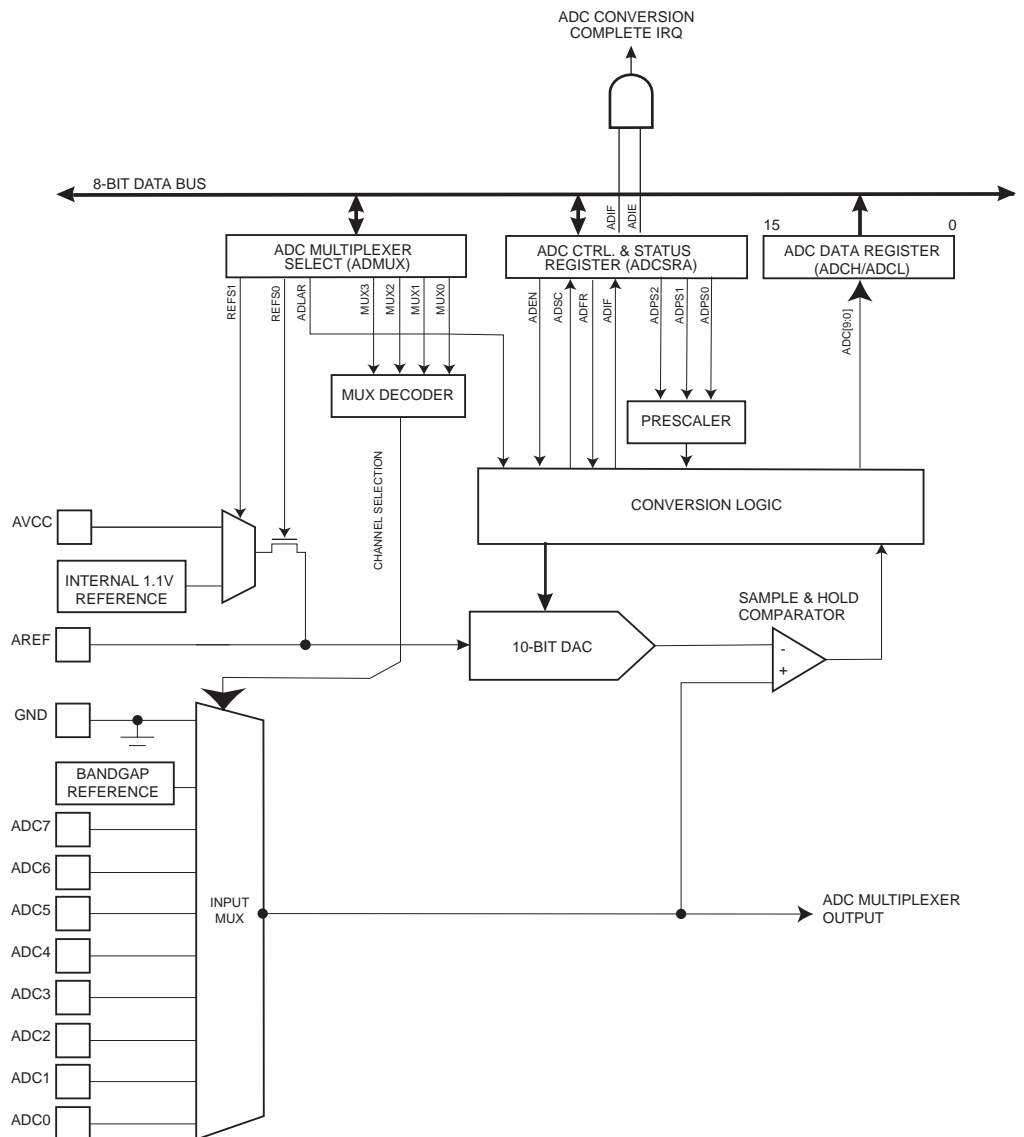 ADC CONVERSION
COMPLETE IRQ
8-BIT DATA BUS
ADIF
ADIE
15
0
ADC MULTIPLEXER
SELECT (ADMUX)
ADC CTRL. & STATUS
REGISTER (ADCSRA)
ADC DATA REGISTER
(ADCH/ADCL)
REFS1
REFS0
ADLAR
MUX3
MUX2
MUX1
MUX0
ADEN
ADSC
ADFR
ADIF
ADPS2
ADPS1
ADPS0
ADC[9:0]
MUX DECODER
PRESCALER
CHANNEL SELECTION
CONVERSION LOGIC
AVCC
INTERNAL 1.1V
REFERENCE
SAMPLE & HOLD
COMPARATOR
AREF
10-BIT DAC
-
+
GND
BANDGAP
REFERENCE
ADC7
ADC6
ADC5
INPUT
MUX
ADC MULTIPLEXER
OUTPUT
ADC4
ADC3
ADC2
ADC1
ADC0